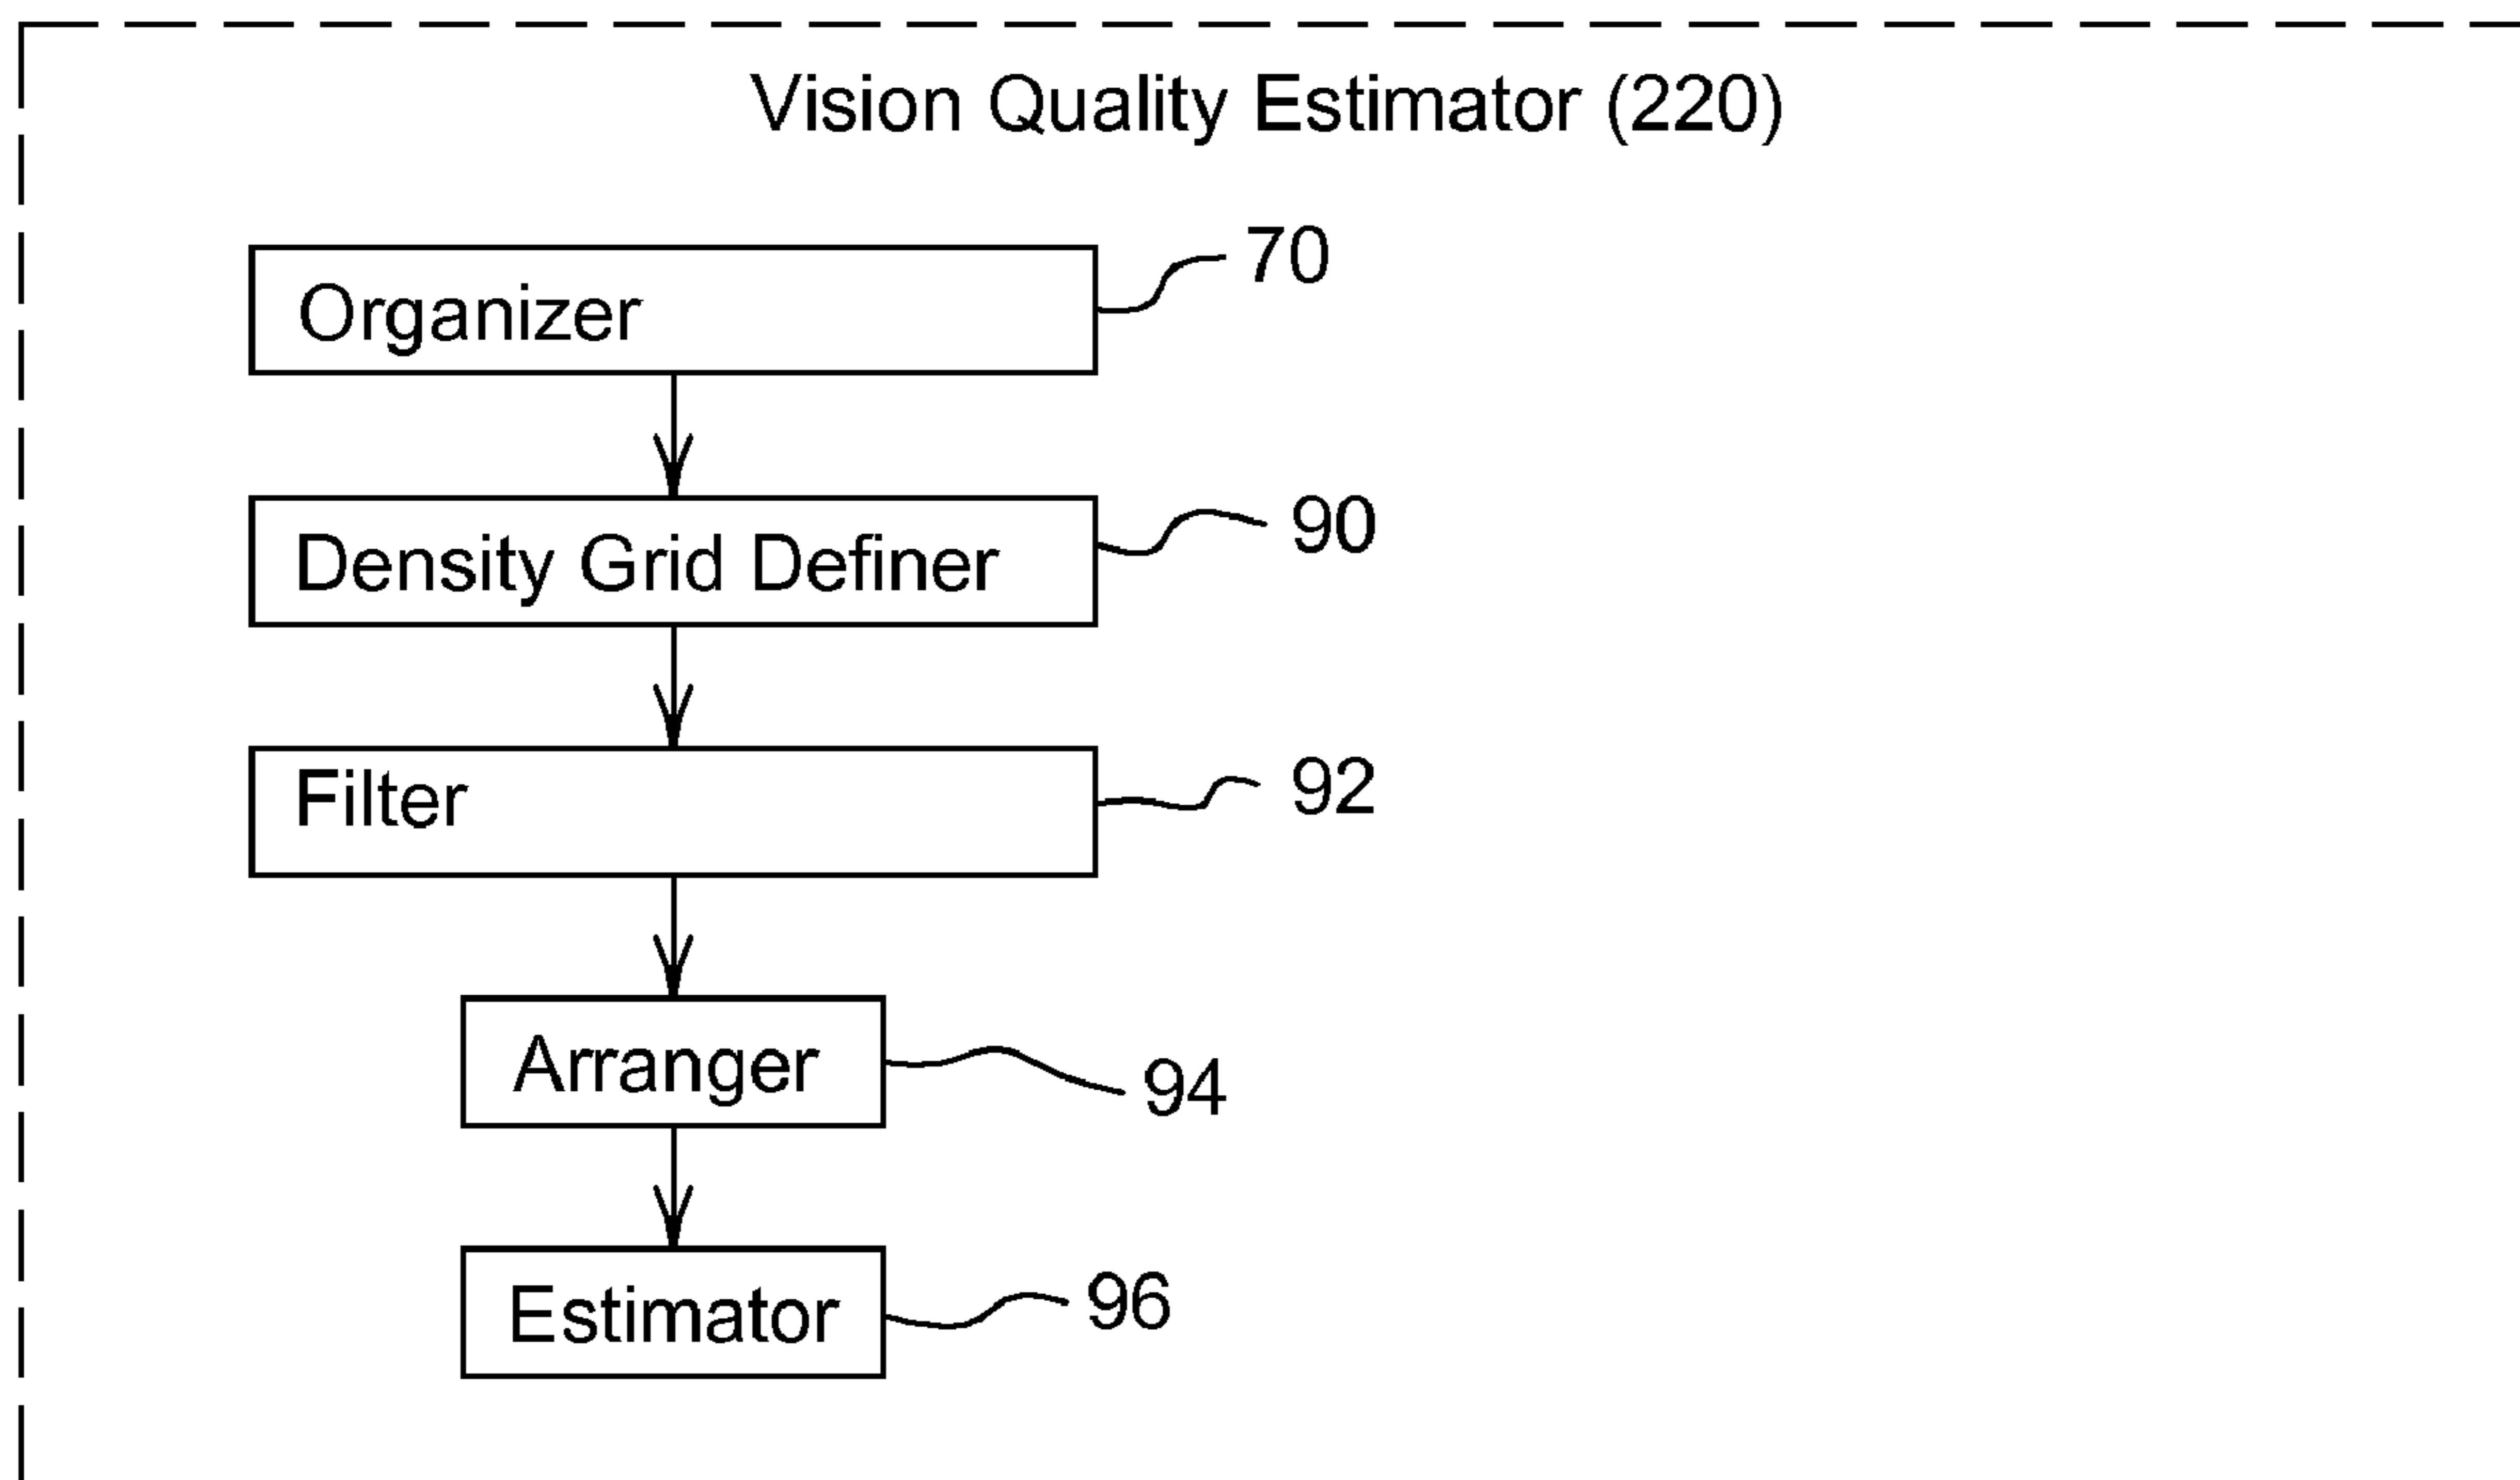 Vision Quality Estimator (220)
Organizer
70
Density Grid Definer
90
Filter
92
Arranger
94
Estimator
96